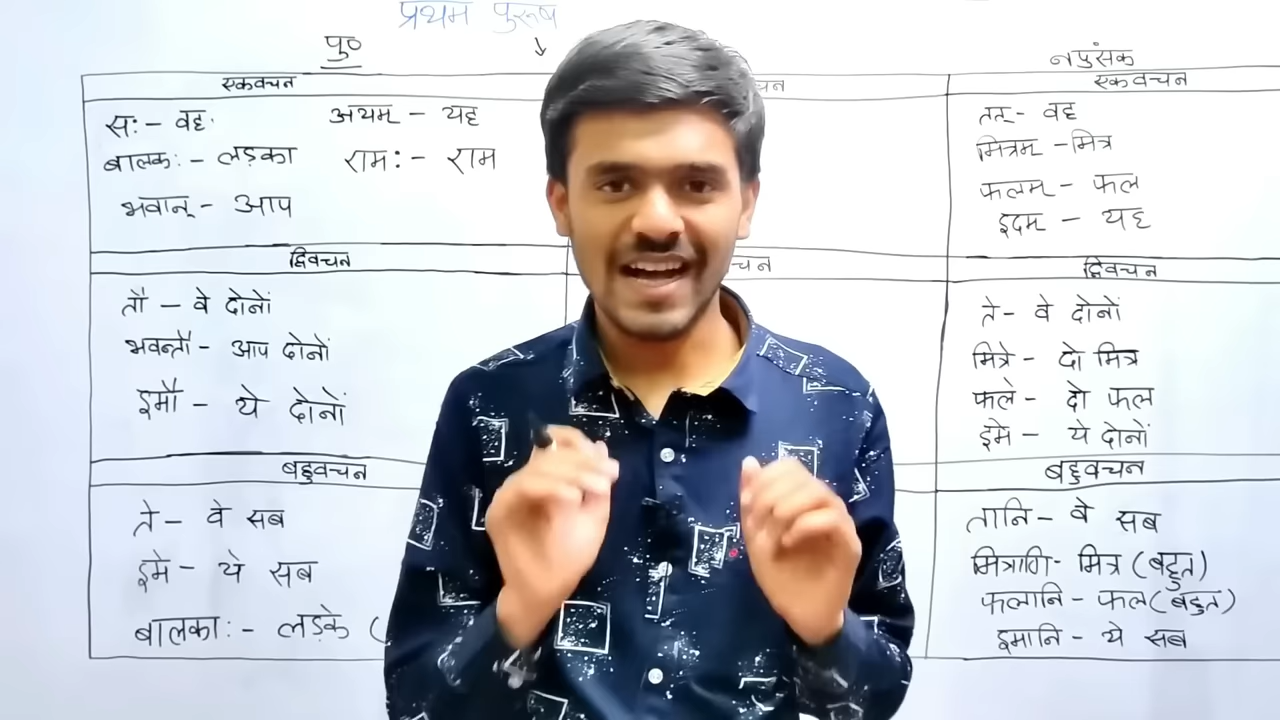 प्रथम पुरूष
पु०
एकवचन
सः - वह
अयम् - यह
बालकः - लड़का
रामः - राम
भवान् - आप
द्विवचन
तौ - वे दोनों
भवन्तौ - आप दोनों
इमौ - ये दोनों
बहुवचन
ते - वे सब
इमे - ये सब
बालकाः - लड़के (
चन
चन
नपुंसक
एकवचन
तत् - वह
मित्रम् - मित्र
फलम् - फल
इदम् - यह
द्विवचन
ते - वे दोनों
मित्रे - दो मित्र
फले - दो फल
इमे - ये दोनों
बहुवचन
तानि - वे सब
मित्राणि - मित्र (बहुत)
फलानि - फल (बहुत)
इमानि - ये सब